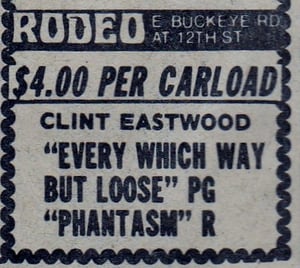 RODEO E. BUCKEYE RD.
AT 12TH ST.
$4.00 PER CARLOAD
CLINT EASTWOOD
"EVERY WHICH WAY
BUT LOOSE" PG
"PHANTASM" R